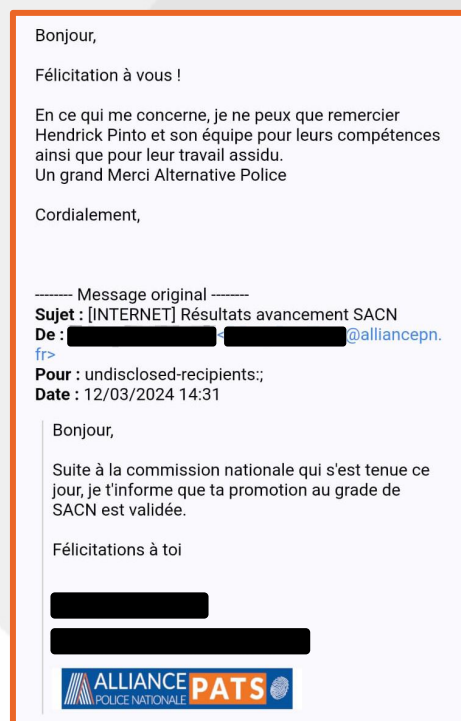 Bonjour,
Félicitation à vous !
En ce qui me concerne, je ne peux que remercier
Hendrick Pinto et son équipe pour leurs compétences
ainsi que pour leur travail assidu.
Un grand Merci Alternative Police
Cordialement,
-------- Message original --------
Sujet : [INTERNET] Résultats avancement SACN
De : < @alliancepn.
fr>
Pour : undisclosed-recipients:;
Date : 12/03/2024 14:31
Bonjour,
Suite à la commission nationale qui s'est tenue ce
jour, je t'informe que ta promotion au grade de
SACN est validée.
Félicitations à toi
ALLIANCE PATS
POLICE NATIONALE